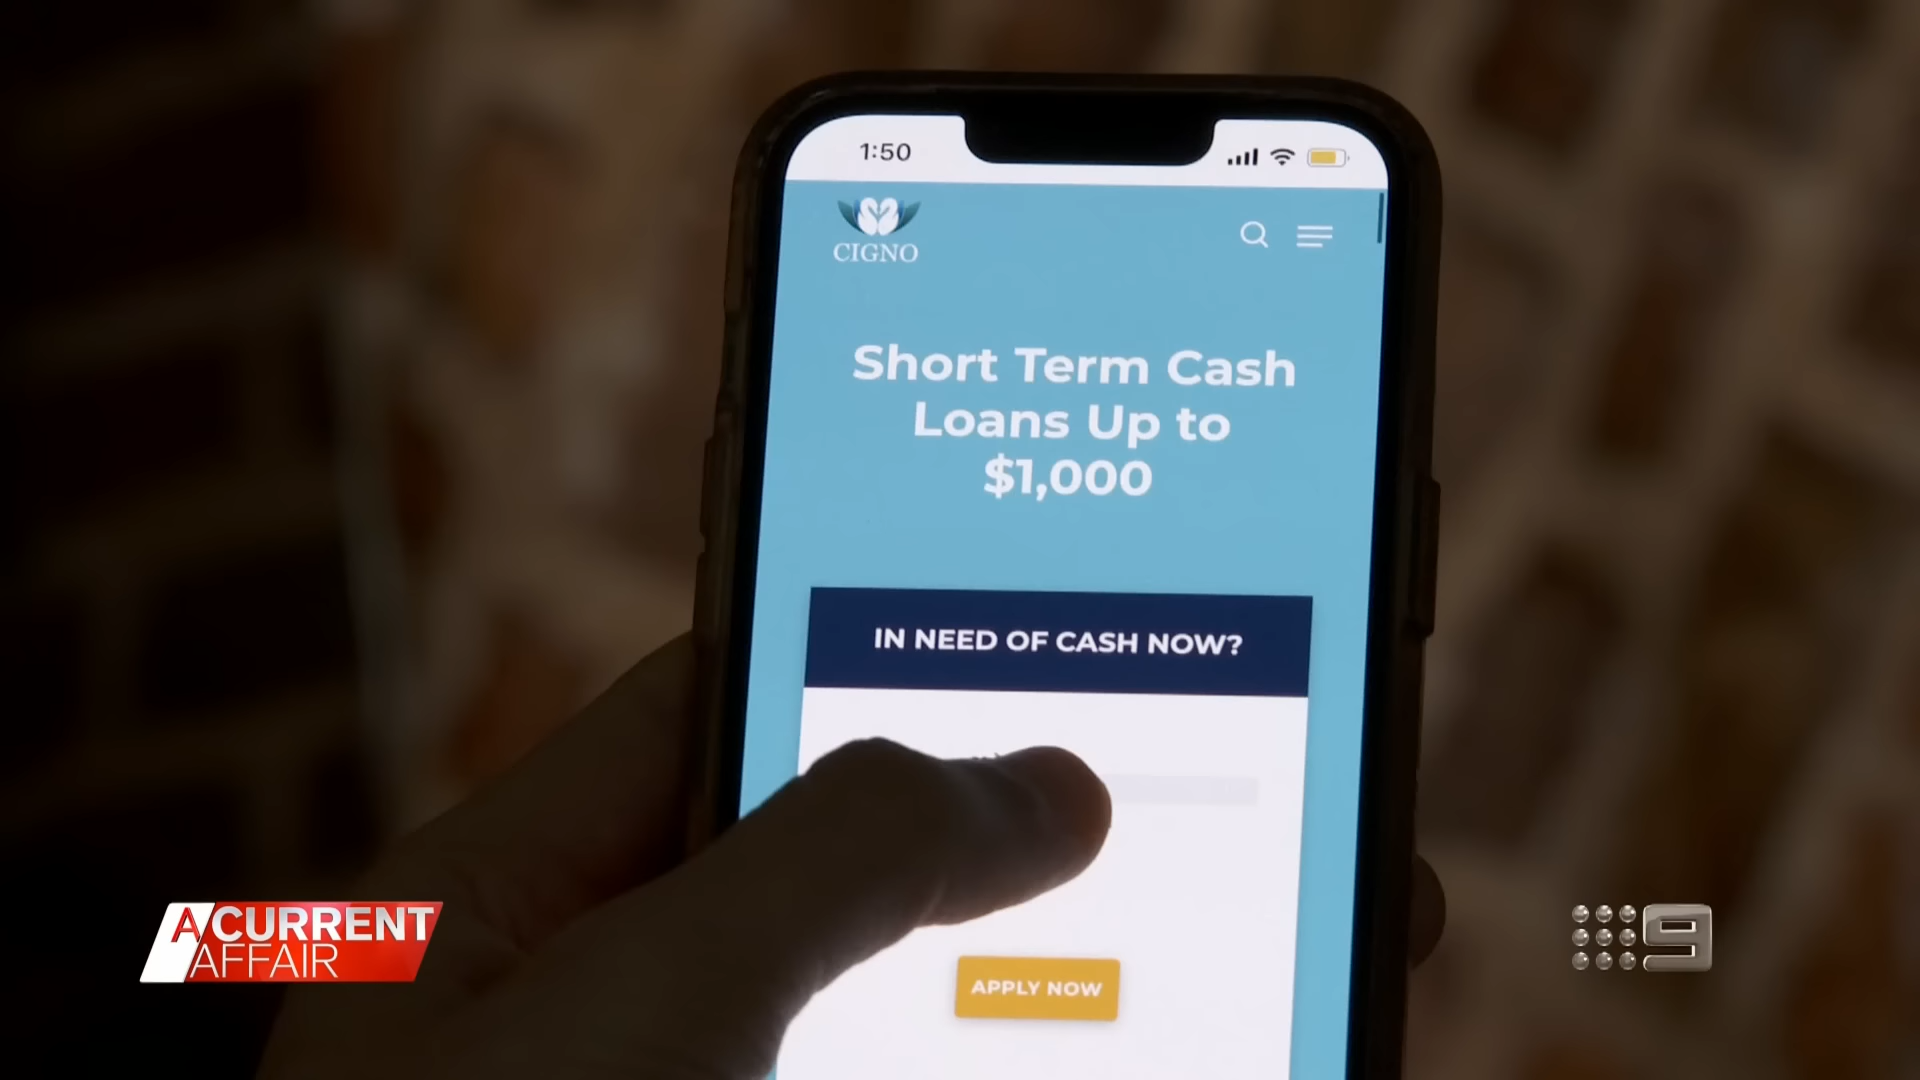 1:50
CIGNO
Short Term Cash
Loans Up to
$1,000
IN NEED OF CASH NOW?
APPLY NOW
A CURRENT
AFFAIR
9